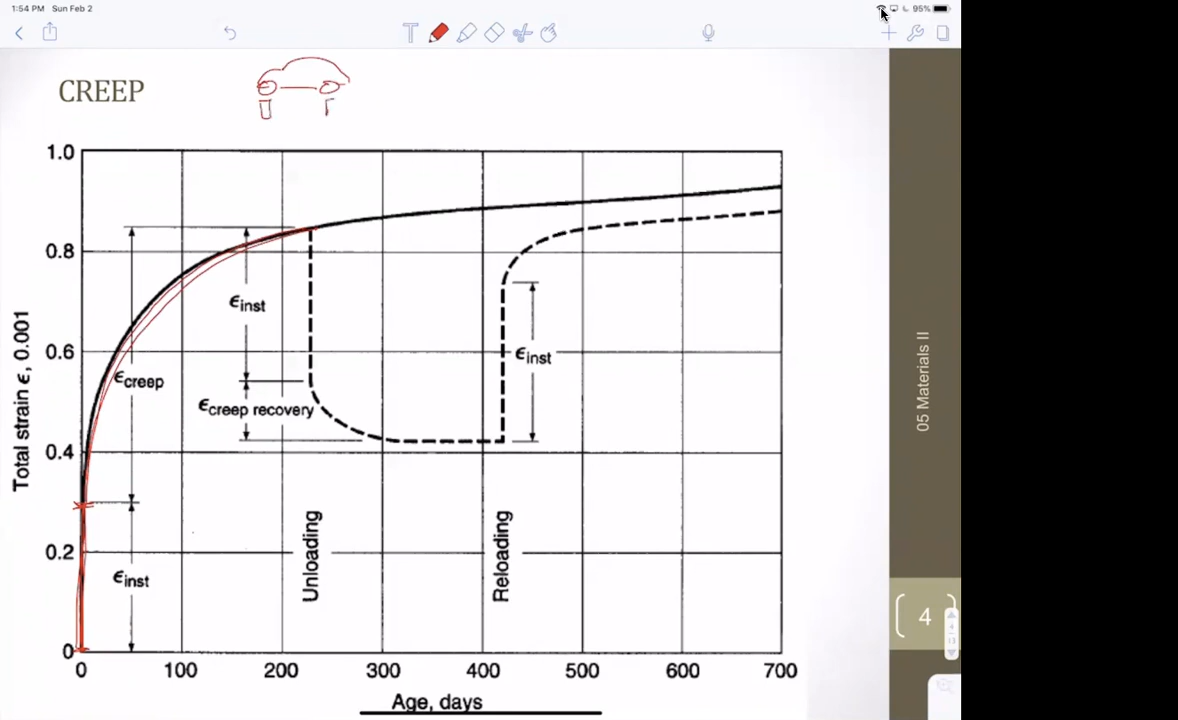 1:54 PM Sun Feb 2
95%
CREEP
1.0
0.8
0.6
0.4
0.2
0
Total strain ϵ, 0.001
ϵinst
ϵcreep
ϵcreep recovery
ϵinst
ϵinst
Unloading
Reloading
0 100 200 300 400 500 600 700
Age, days
05 Materials II
4